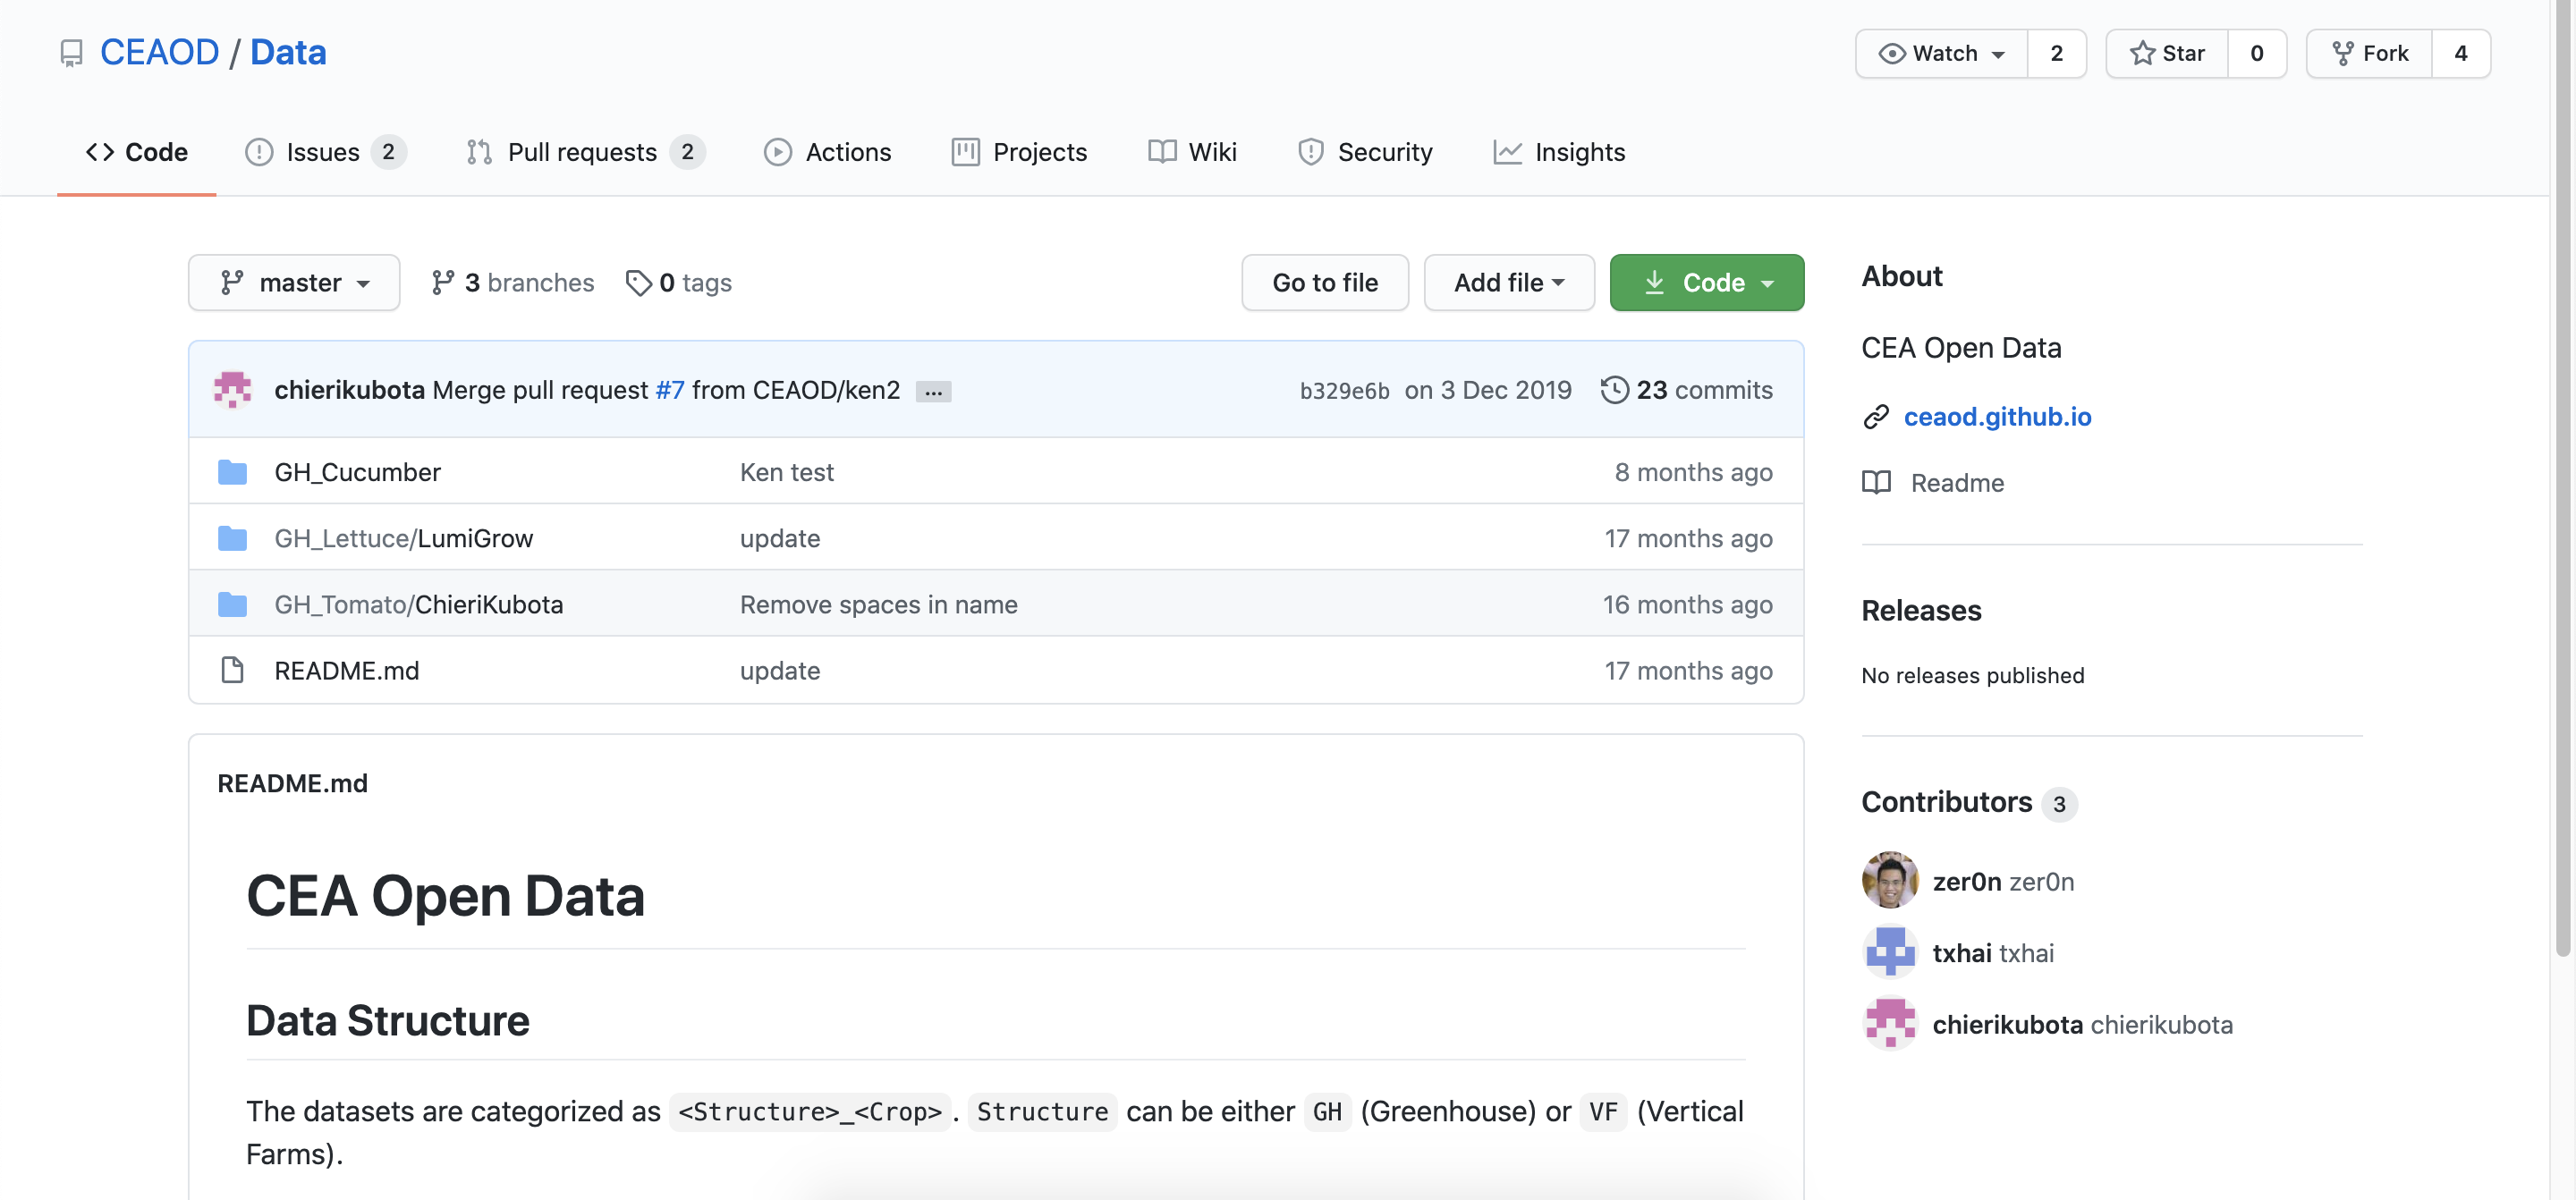 CEAOD / Data
Watch 2 Star 0 Fork 4
Code Issues 2 Pull requests 2 Actions Projects Wiki Security Insights
master 3 branches 0 tags Go to file Add file Code
chierikubota Merge pull request #7 from CEAOD/ken2 ... b329e6b on 3 Dec 2019 23 commits
GH_Cucumber Ken test 8 months ago
GH_Lettuce/LumiGrow update 17 months ago
GH_Tomato/ChieriKubota Remove spaces in name 16 months ago
README.md update 17 months ago
README.md
CEA Open Data
Data Structure
The datasets are categorized as <Structure>_<Crop>. Structure can be either GH (Greenhouse) or VF (Vertical
Farms).
About
CEA Open Data
ceaod.github.io
Readme
Releases
No releases published
Contributors 3
zer0n zer0n
txhai txhai
chierikubota chierikubota